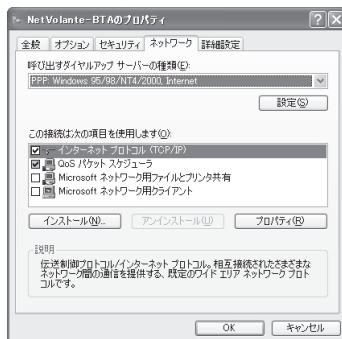 NetVolante-BTAのプロパティ
全般 オプション セキュリティ ネットワーク 詳細設定
呼び出すダイヤルアップ サーバーの種類(E):
PPP: Windows 95/98/NT4/2000, Internet
設定(S)
この接続は次の項目を使用します(O):
インターネット プロトコル (TCP/IP)
QoS パケット スケジューラ
Microsoft ネットワーク用ファイルとプリンタ共有
Microsoft ネットワーク用クライアント
インストール(N)... アンインストール(U) プロパティ(R)
説明
伝送制御プロトコル/インターネット プロトコル。相互接続されたさまざまな
ネットワーク間の通信を提供する、既定のワイド エリア ネットワーク プロト
コルです。
OK キャンセル